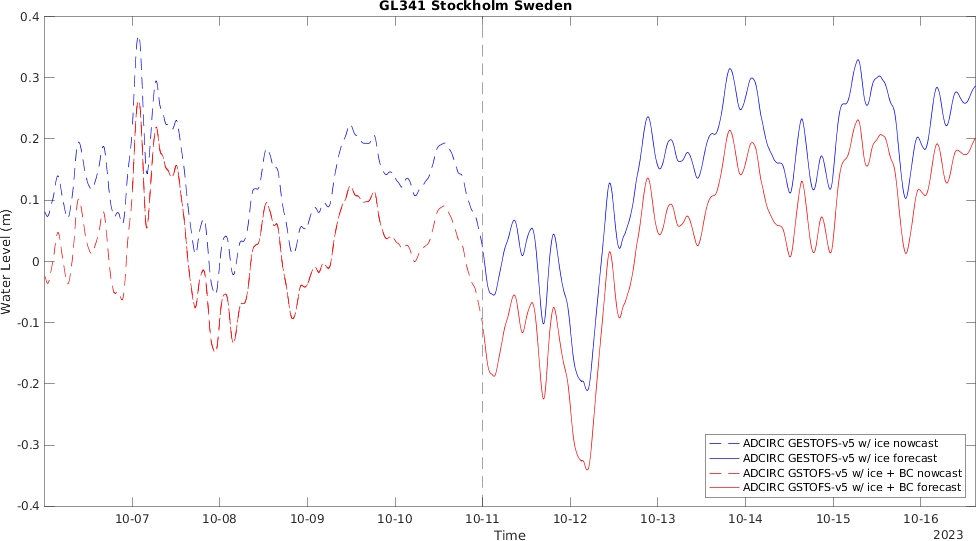 GL341 Stockholm Sweden
Water Level (m)
0.4
0.3
0.2
0.1
0
-0.1
-0.2
-0.3
-0.4
ADCIRC GESTOFS-v5 w/ ice nowcast
ADCIRC GESTOFS-v5 w/ ice forecast
ADCIRC GSTOFS-v5 w/ ice + BC nowcast
ADCIRC GSTOFS-v5 w/ ice + BC forecast
10-07 10-08 10-09 10-10 10-11 10-12 10-13 10-14 10-15 10-16
Time
2023